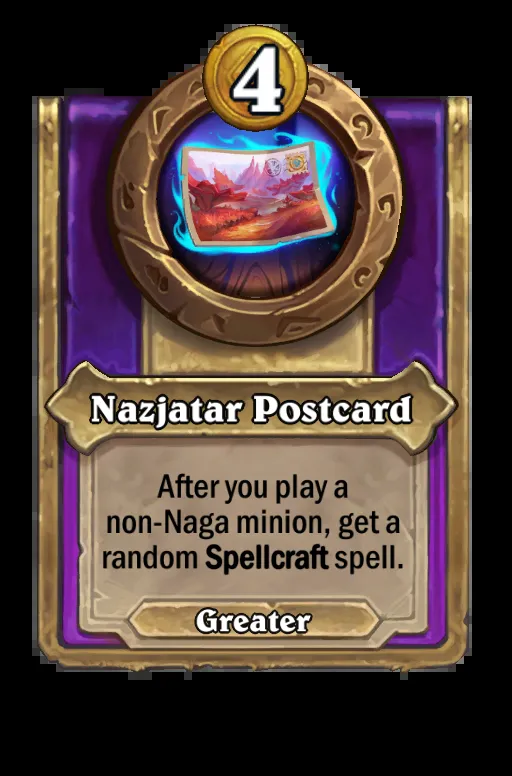 4
Nazjatar Postcard
After you play a
non-Naga minion, get a
random Spellcraft spell.
Greater